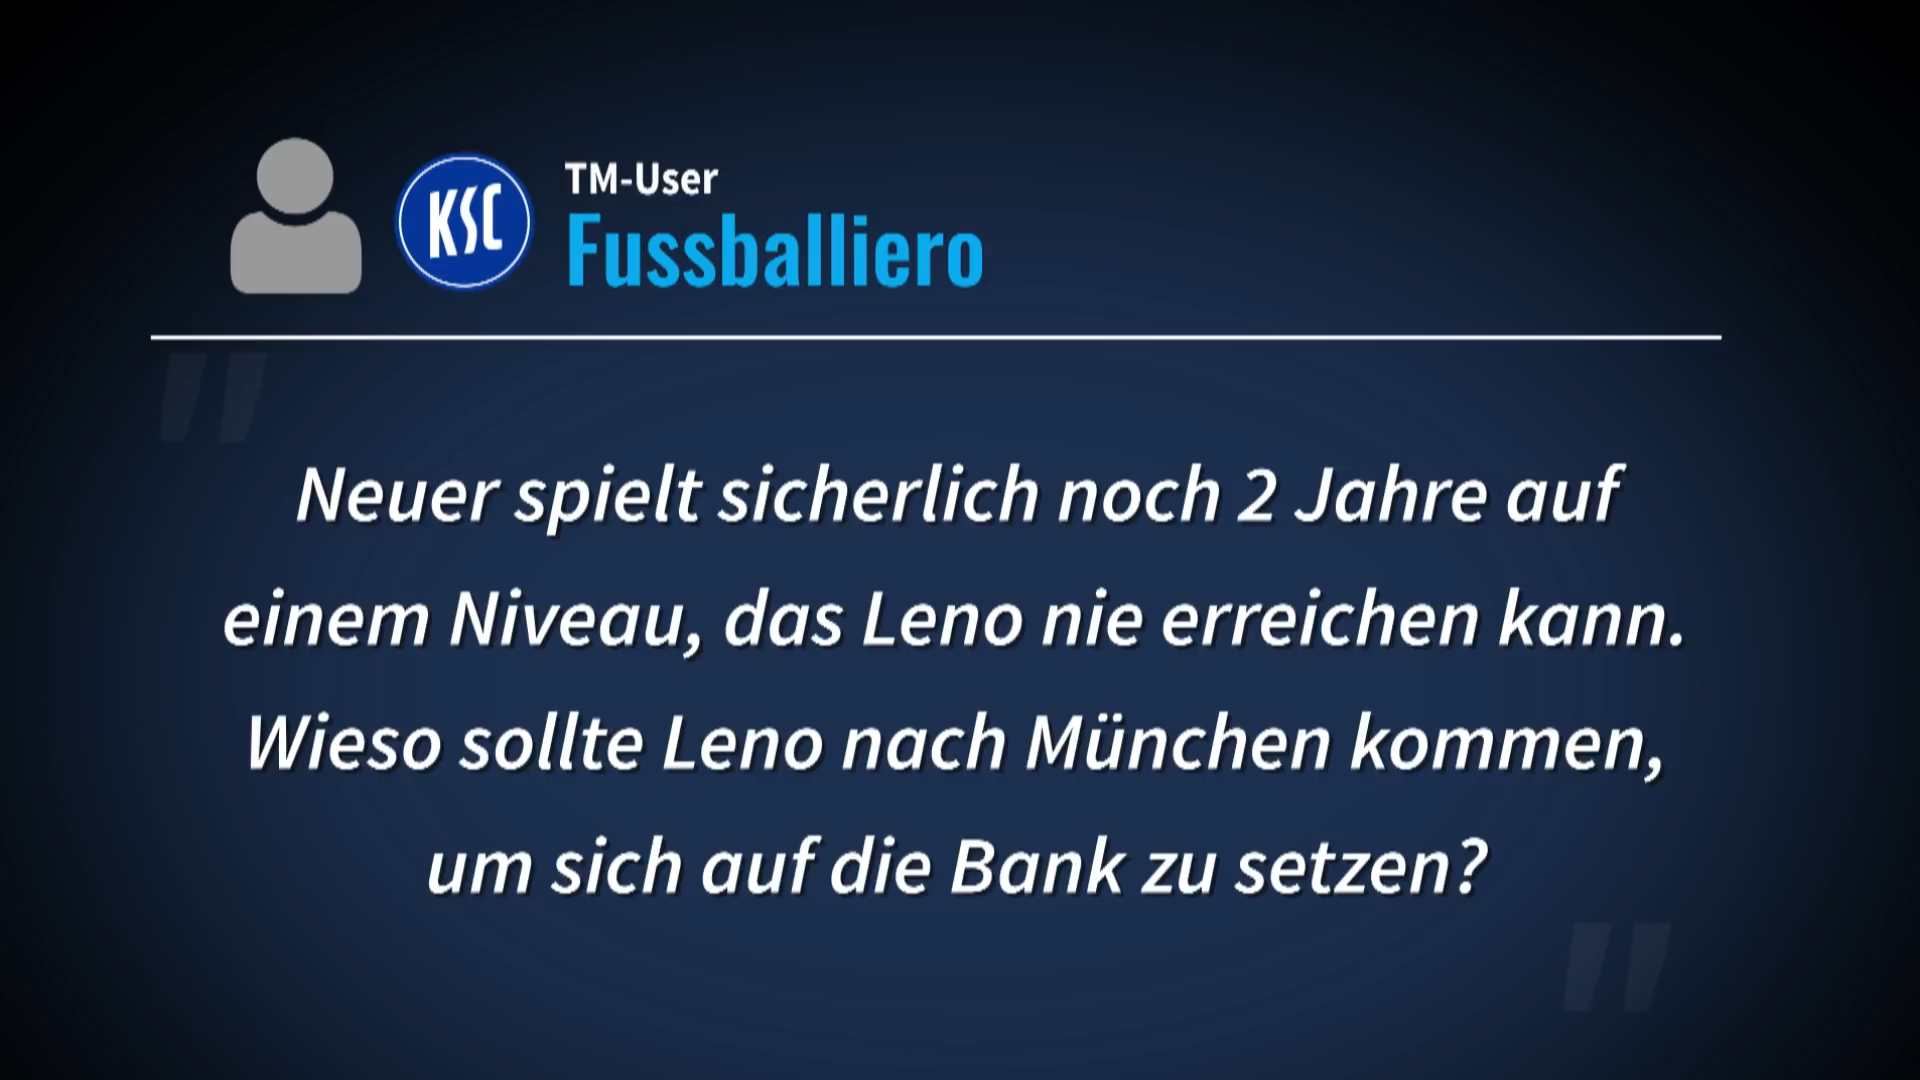 KSC
TM-User
Fussballiero
"
Neuer spielt sicherlich noch 2 Jahre auf
einem Niveau, das Leno nie erreichen kann.
Wieso sollte Leno nach München kommen,
um sich auf die Bank zu setzen?
"